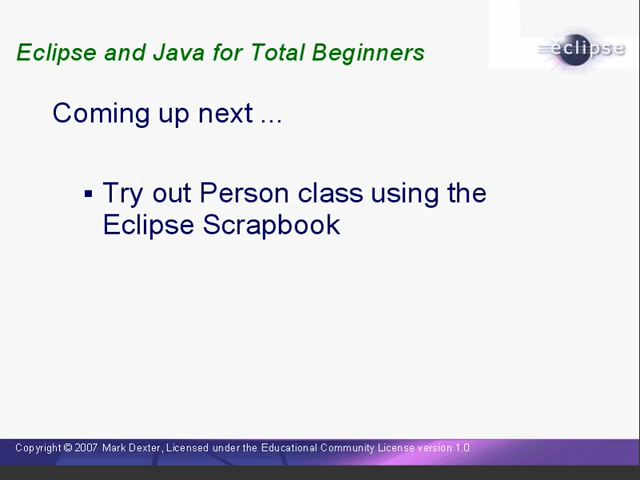 Eclipse and Java for Total Beginners
eclipse
Coming up next ...
▪ Try out Person class using the
Eclipse Scrapbook
Copyright © 2007 Mark Dexter, Licensed under the Educational Community License version 1.0